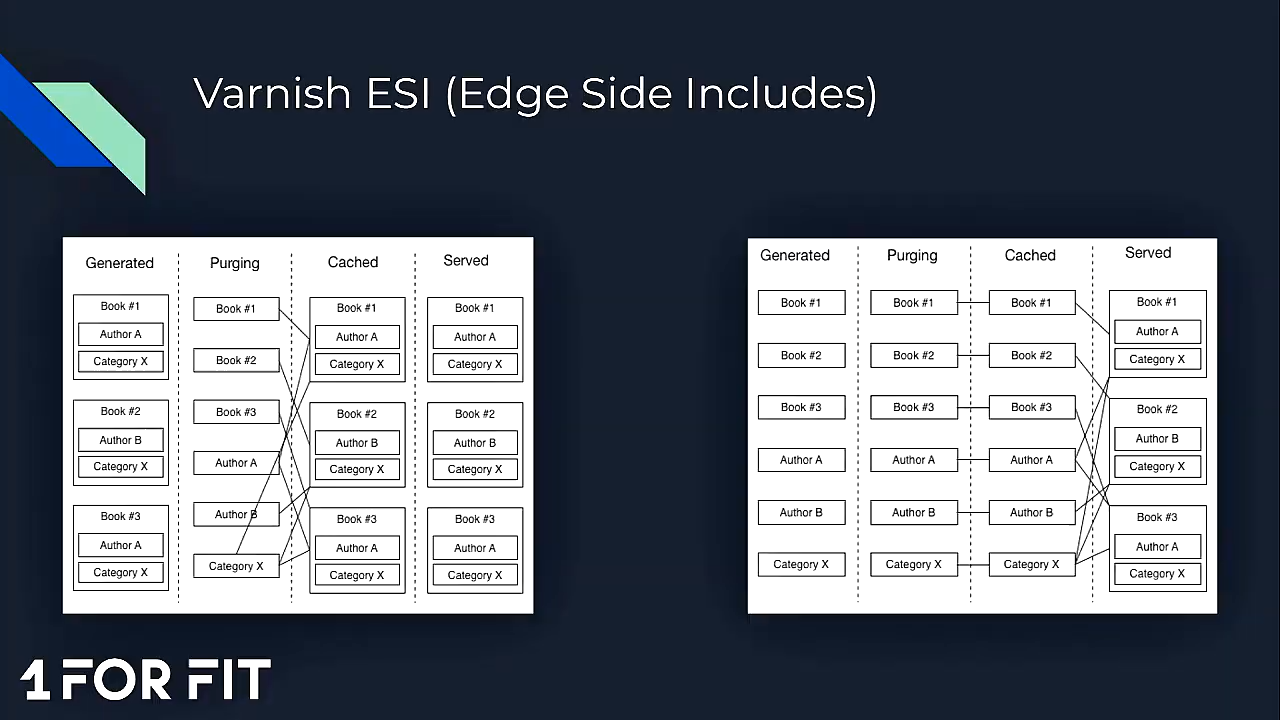 Varnish ESI (Edge Side Includes)
Generated
Purging
Cached
Served
Book #1
Author A
Category X
Book #2
Author B
Category X
Book #3
Author A
Category X
Book #1
Book #2
Book #3
Author A
Author B
Category X
Book #1
Author A
Category X
Book #2
Author B
Category X
Book #3
Author A
Category X
Book #1
Author A
Category X
Book #2
Author B
Category X
Book #3
Author A
Category X
Generated
Purging
Cached
Served
Book #1
Book #2
Book #3
Author A
Author B
Category X
Book #1
Book #2
Book #3
Author A
Author B
Category X
Book #1
Book #2
Book #3
Author A
Author B
Category X
Book #1
Author A
Category X
Book #2
Author B
Category X
Book #3
Author A
Category X
1 FOR FIT